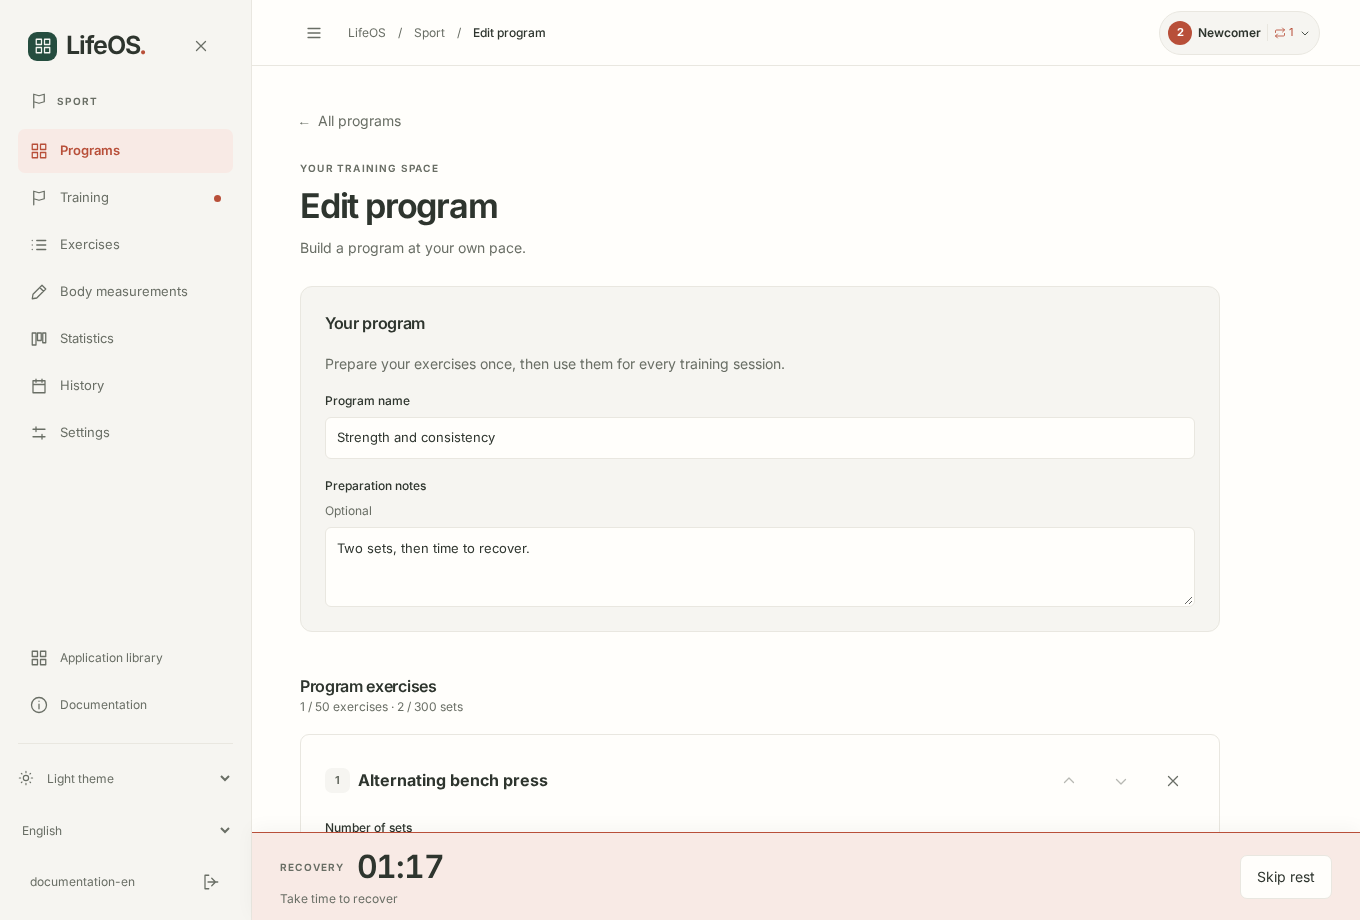 LifeOS.
SPORT
Programs
Training
Exercises
Body measurements
Statistics
History
Settings
Application library
Documentation
Light theme
English
documentation-en
LifeOS / Sport / Edit program
2 Newcomer 1
← All programs
YOUR TRAINING SPACE
Edit program
Build a program at your own pace.
Your program
Prepare your exercises once, then use them for every training session.
Program name
Strength and consistency
Preparation notes
Optional
Two sets, then time to recover.
Program exercises
1 / 50 exercises · 2 / 300 sets
1 Alternating bench press
Number of sets
RECOVERY 01:17
Take time to recover
Skip rest